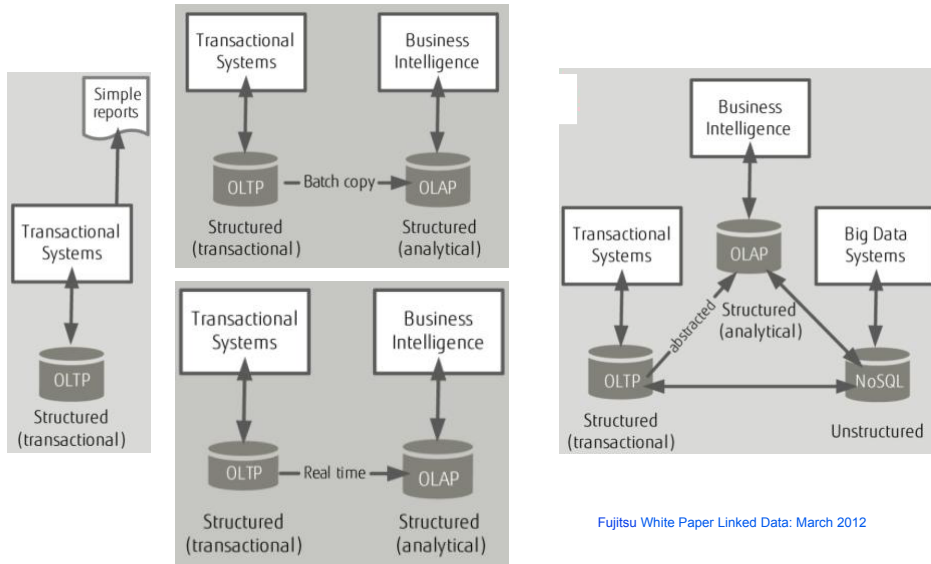 Simple
reports
Transactional
Systems
OLTP
Structured
(transactional)
Transactional
Systems
Business
Intelligence
OLTP
Batch copy
OLAP
Structured
(transactional)
Structured
(analytical)
Transactional
Systems
Business
Intelligence
OLTP
Real time
OLAP
Structured
(transactional)
Structured
(analytical)
Business
Intelligence
Transactional
Systems
OLAP
Big Data
Systems
abstracted
Structured
(analytical)
OLTP
NoSQL
Structured
(transactional)
Unstructured
Fujitsu White Paper Linked Data: March 2012